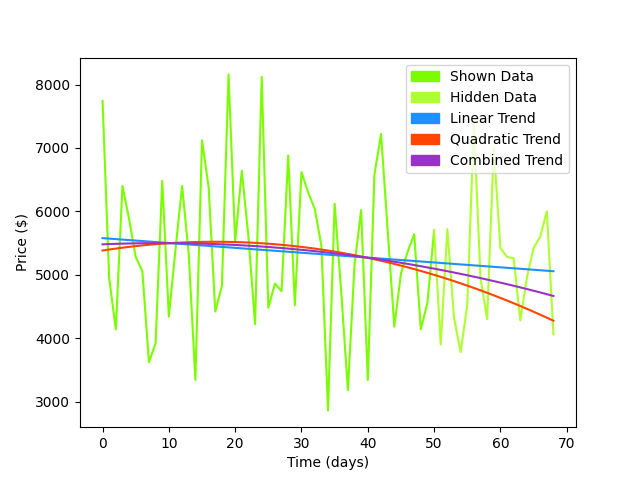 8000
7000
6000
5000
4000
3000
Price ($)
Shown Data
Hidden Data
Linear Trend
Quadratic Trend
Combined Trend
0 10 20 30 40 50 60 70
Time (days)